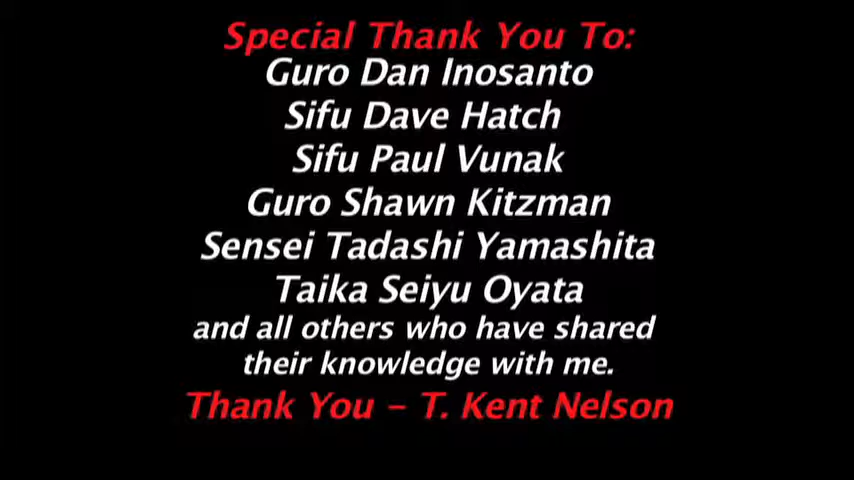 Special Thank You To:
Guro Dan Inosanto
Sifu Dave Hatch
Sifu Paul Vunak
Guro Shawn Kitzman
Sensei Tadashi Yamashita
Taika Seiyu Oyata
and all others who have shared
their knowledge with me.
Thank You - T. Kent Nelson